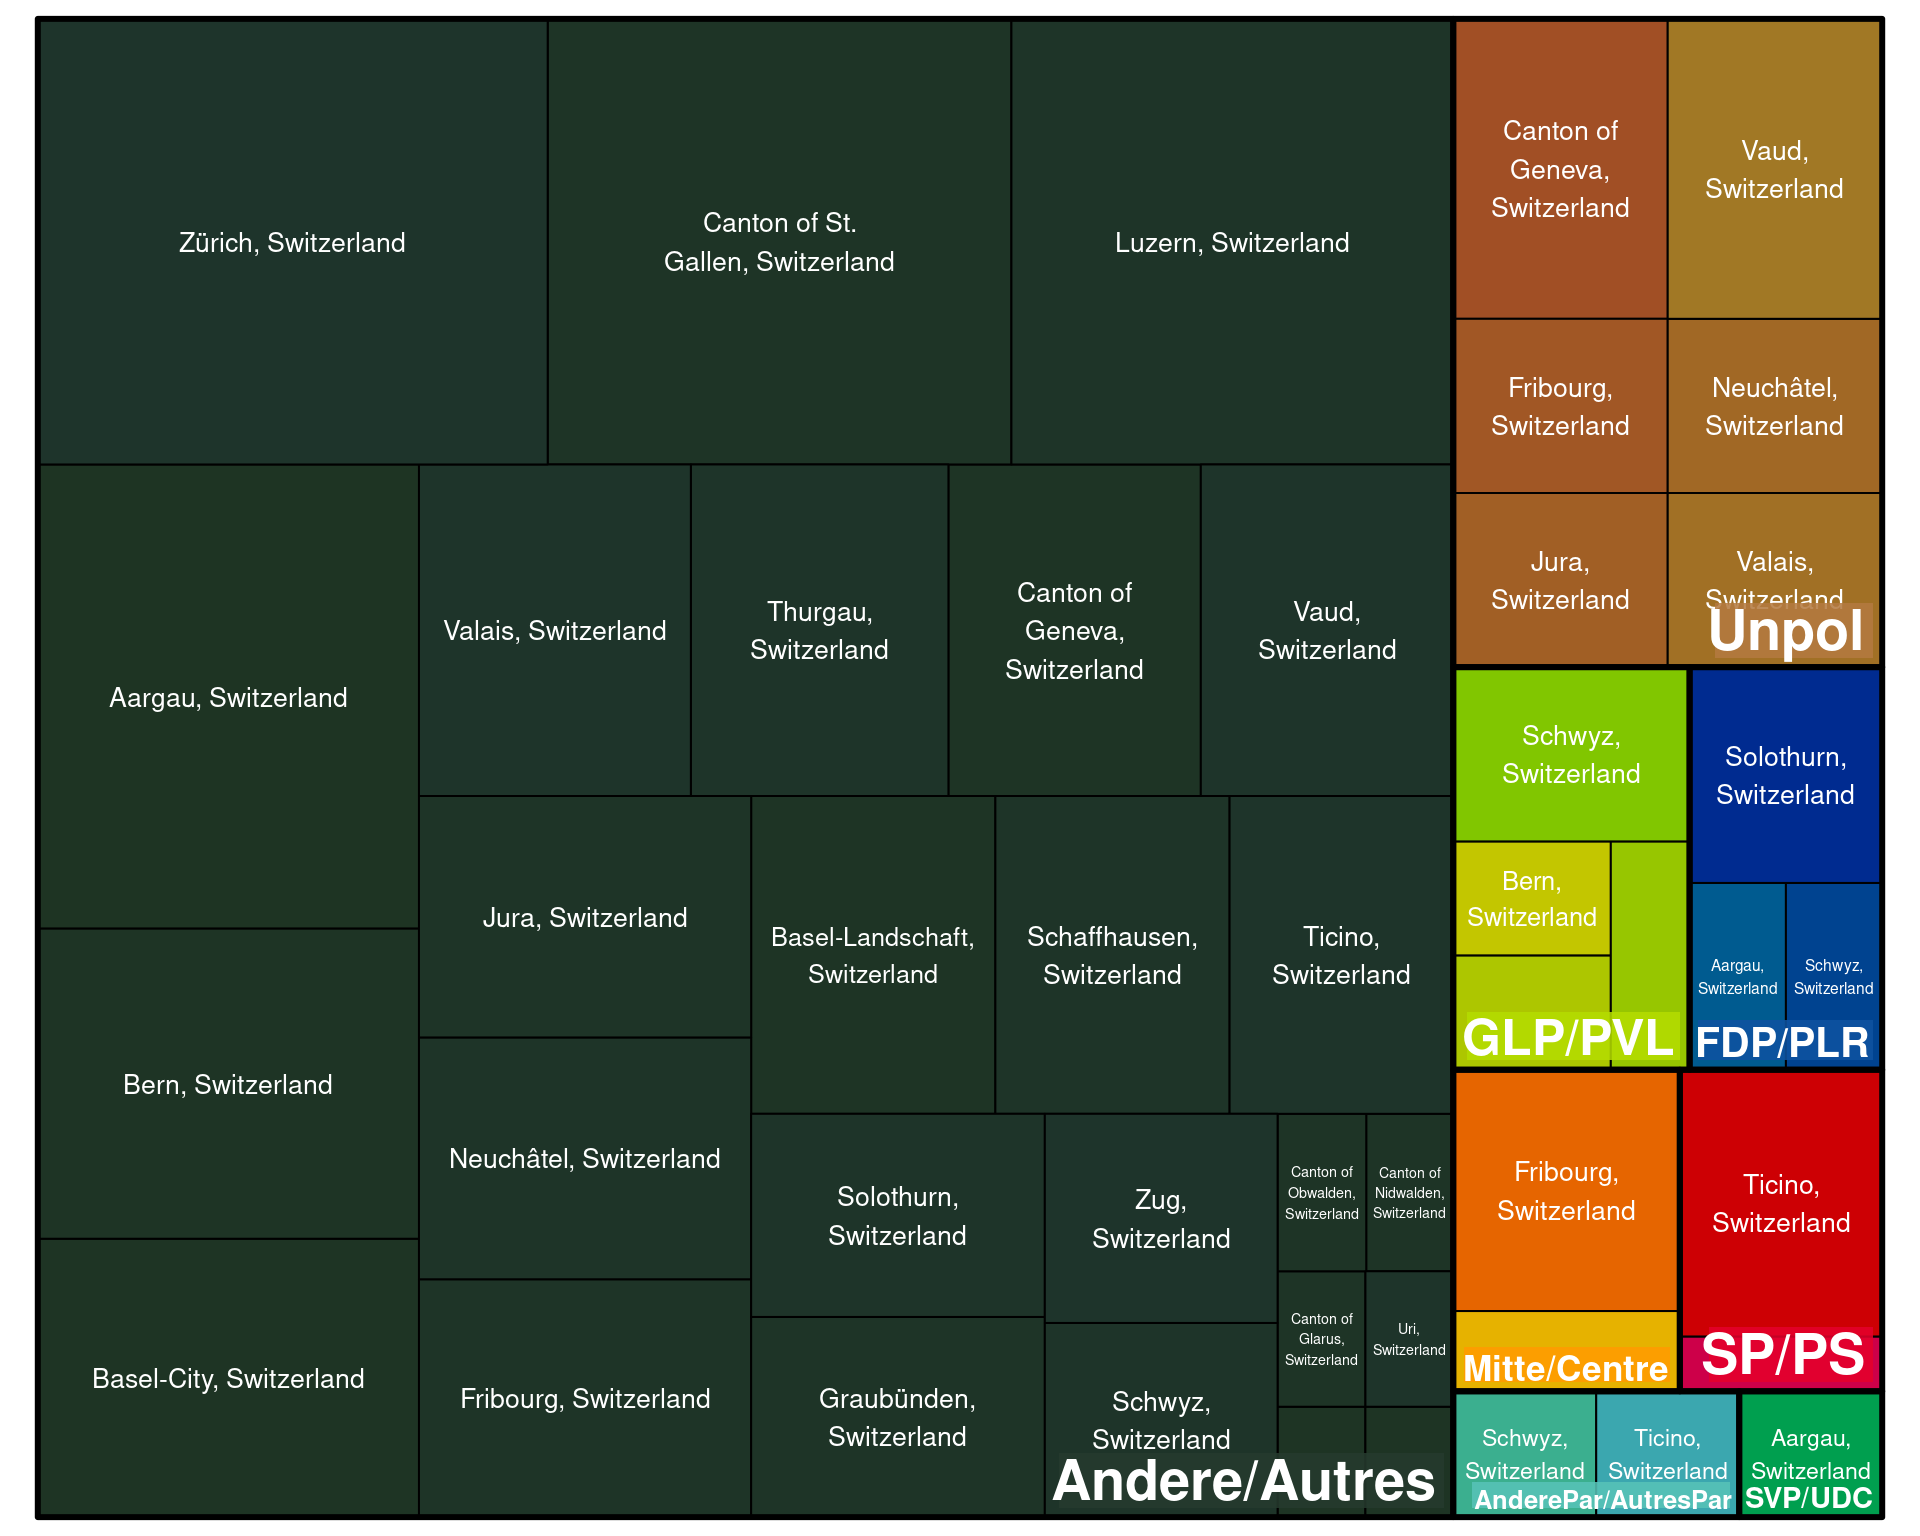 Zürich, Switzerland
Canton of St.
Gallen, Switzerland
Luzern, Switzerland
Aargau, Switzerland
Valais, Switzerland
Thurgau,
Switzerland
Canton of
Geneva,
Switzerland
Vaud,
Switzerland
Jura, Switzerland
Basel-Landschaft,
Switzerland
Schaffhausen,
Switzerland
Ticino,
Switzerland
Bern, Switzerland
Neuchâtel, Switzerland
Solothurn,
Switzerland
Zug,
Switzerland
Canton of
Obwalden,
Switzerland
Canton of
Nidwalden,
Switzerland
Canton of
Glarus,
Switzerland
Uri,
Switzerland
Basel-City, Switzerland
Fribourg, Switzerland
Graubünden,
Switzerland
Schwyz,
Switzerland
Andere/Autres
Canton of
Geneva,
Switzerland
Vaud,
Switzerland
Fribourg,
Switzerland
Neuchâtel,
Switzerland
Jura,
Switzerland
Valais,
Switzerland
Unpol
Schwyz,
Switzerland
Bern,
Switzerland
GLP/PVL
Solothurn,
Switzerland
Aargau,
Switzerland
Schwyz,
Switzerland
FDP/PLR
Fribourg,
Switzerland
Mitte/Centre
Ticino,
Switzerland
SP/PS
Schwyz,
Switzerland
Ticino,
Switzerland
AnderePar/AutresPar
Aargau,
Switzerland
SVP/UDC